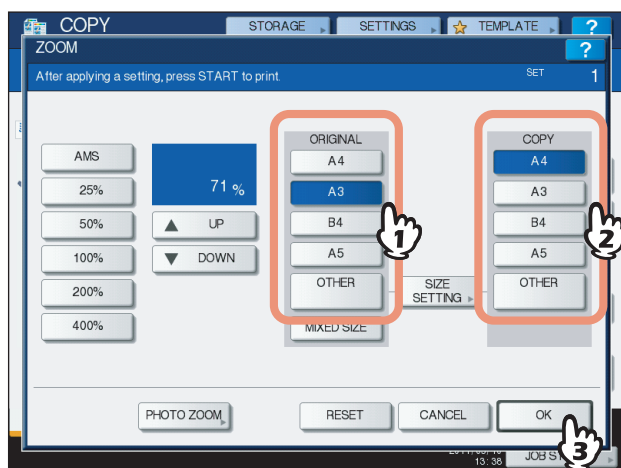 COPY
STORAGE
SETTINGS
TEMPLATE
?
ZOOM
?
After applying a setting, press START to print.
SET 1
ORIGINAL
COPY
AMS
25%
50%
100%
200%
400%
71 %
UP
DOWN
A4
A3
B4
A5
OTHER
MIXED SIZE
SIZE
SETTING
A4
A3
B4
A5
OTHER
1
2
PHOTO ZOOM
RESET
CANCEL
OK
3
13:38
JOB ST